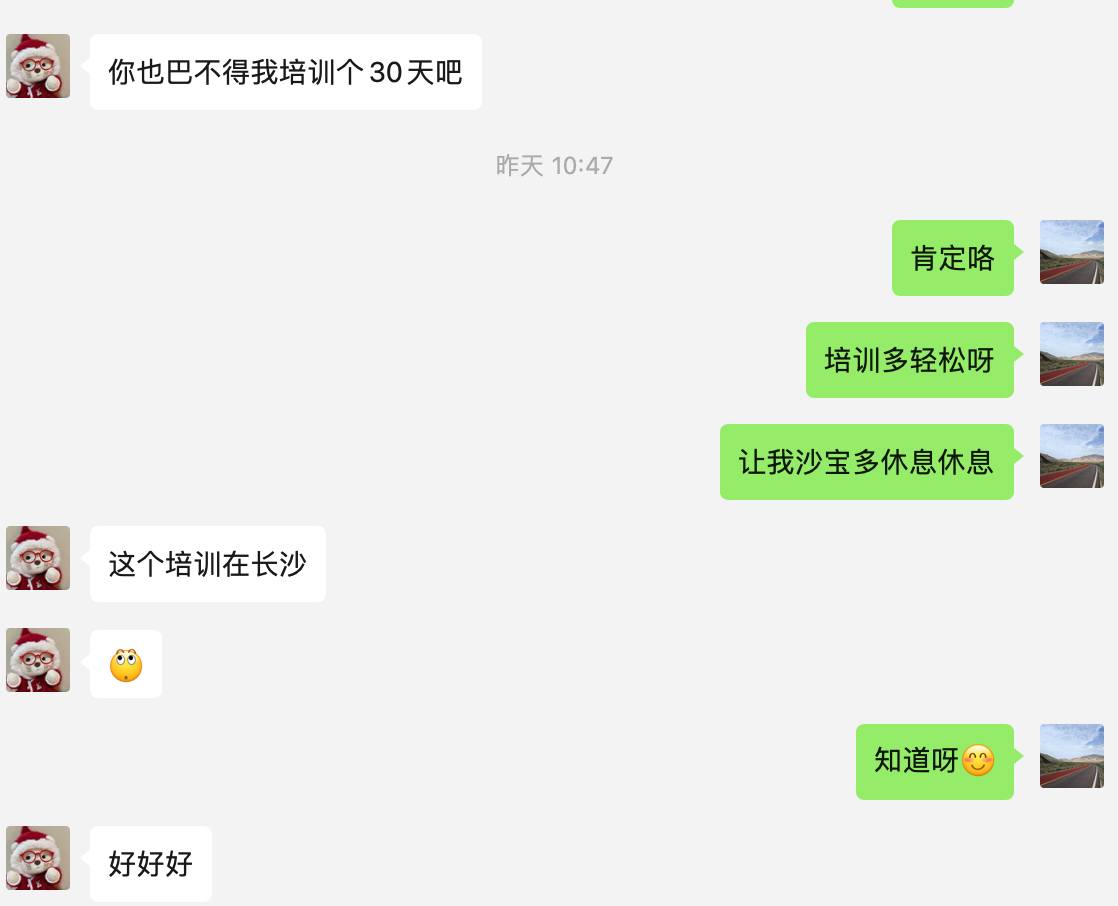 你也巴不得我培训个30天吧
昨天 10:47
肯定咯
培训多轻松呀
让我沙宝多休息休息
这个培训在长沙
🙄
知道呀😊
好好好